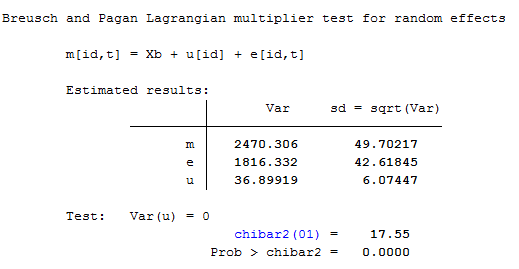 Breusch and Pagan Lagrangian multiplier test for random effects
m[id,t] = Xb + u[id] + e[id,t]
Estimated results:
Var sd = sqrt(Var)
m 2470.306 49.70217
e 1816.332 42.61845
u 36.89919 6.07447
Test: Var(u) = 0
chibar2(01) = 17.55
Prob > chibar2 = 0.0000